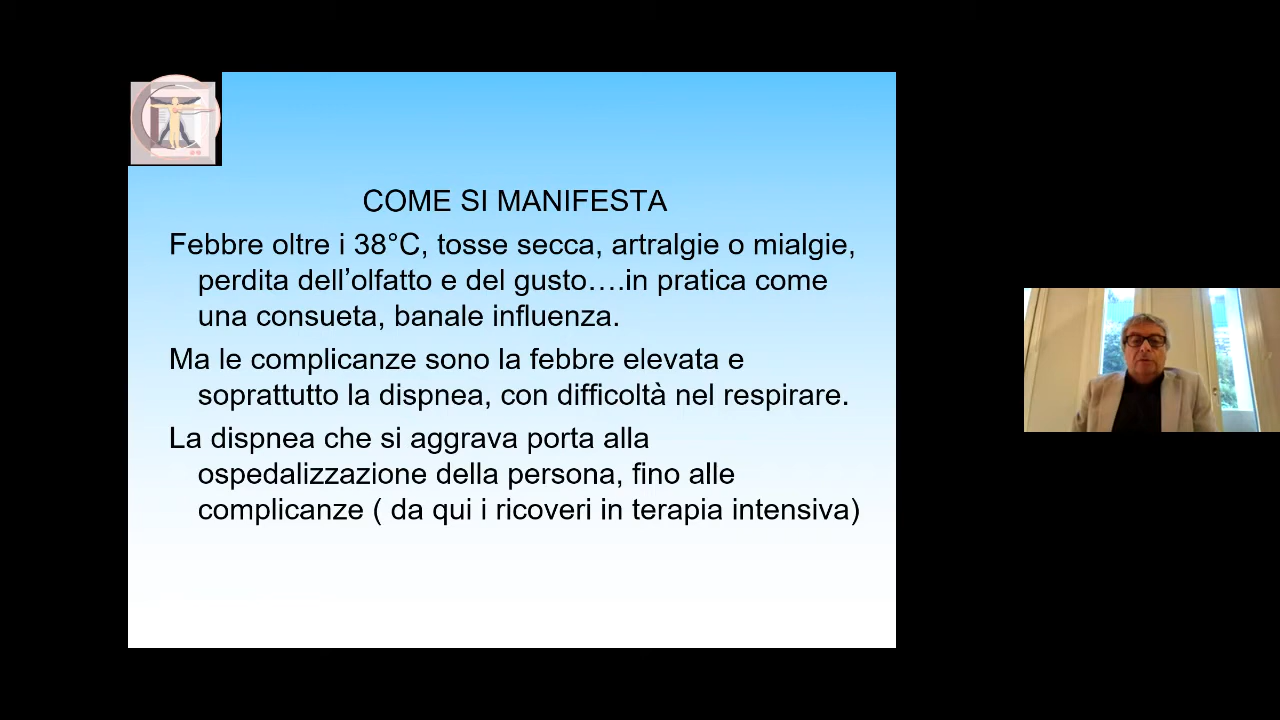 COME SI MANIFESTA
Febbre oltre i 38°C, tosse secca, artralgie o mialgie,
perdita dell’olfatto e del gusto….in pratica come
una consueta, banale influenza.
Ma le complicanze sono la febbre elevata e
soprattutto la dispnea, con difficoltà nel respirare.
La dispnea che si aggrava porta alla
ospedalizzazione della persona, fino alle
complicanze ( da qui i ricoveri in terapia intensiva)